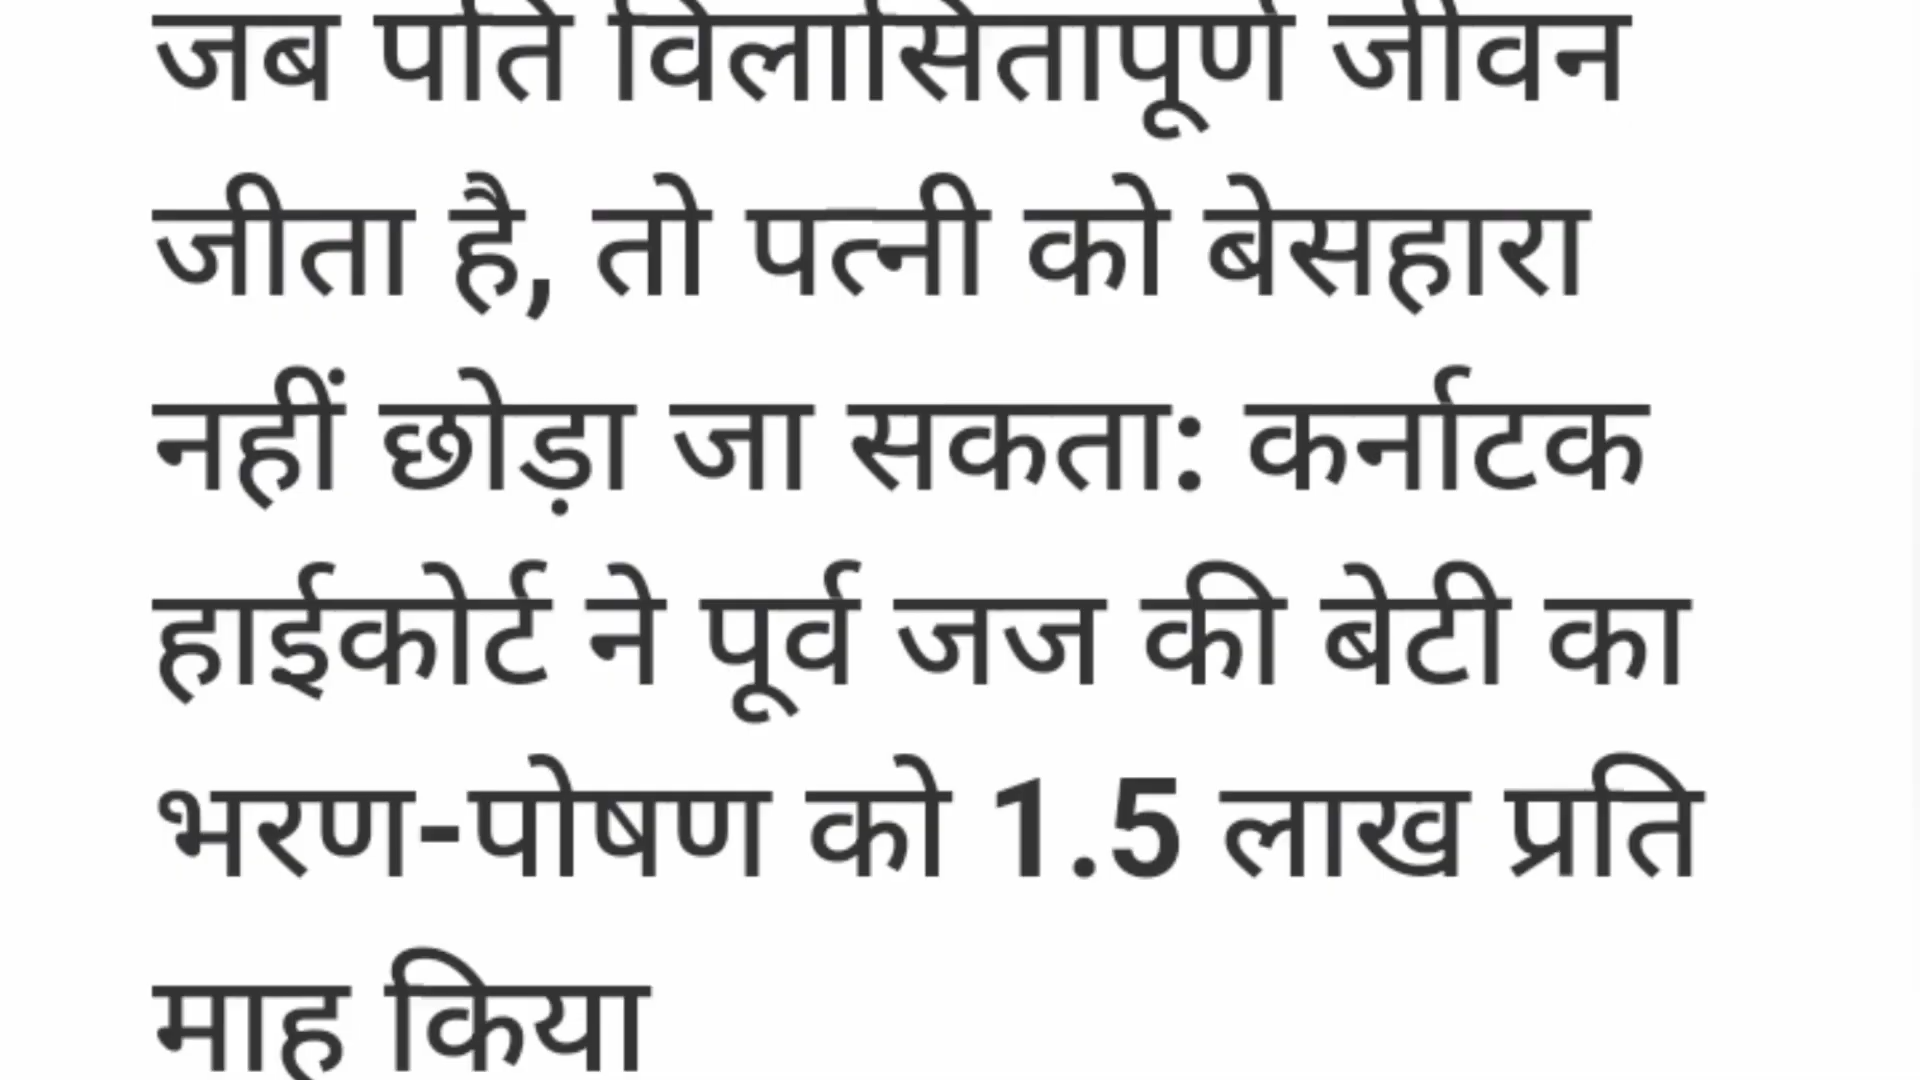 जब पति विलासितापूर्ण जीवन
जीता है, तो पत्नी को बेसहारा
नहीं छोड़ा जा सकता: कर्नाटक
हाईकोर्ट ने पूर्व जज की बेटी का
भरण-पोषण को 1.5 लाख प्रति
माह किया